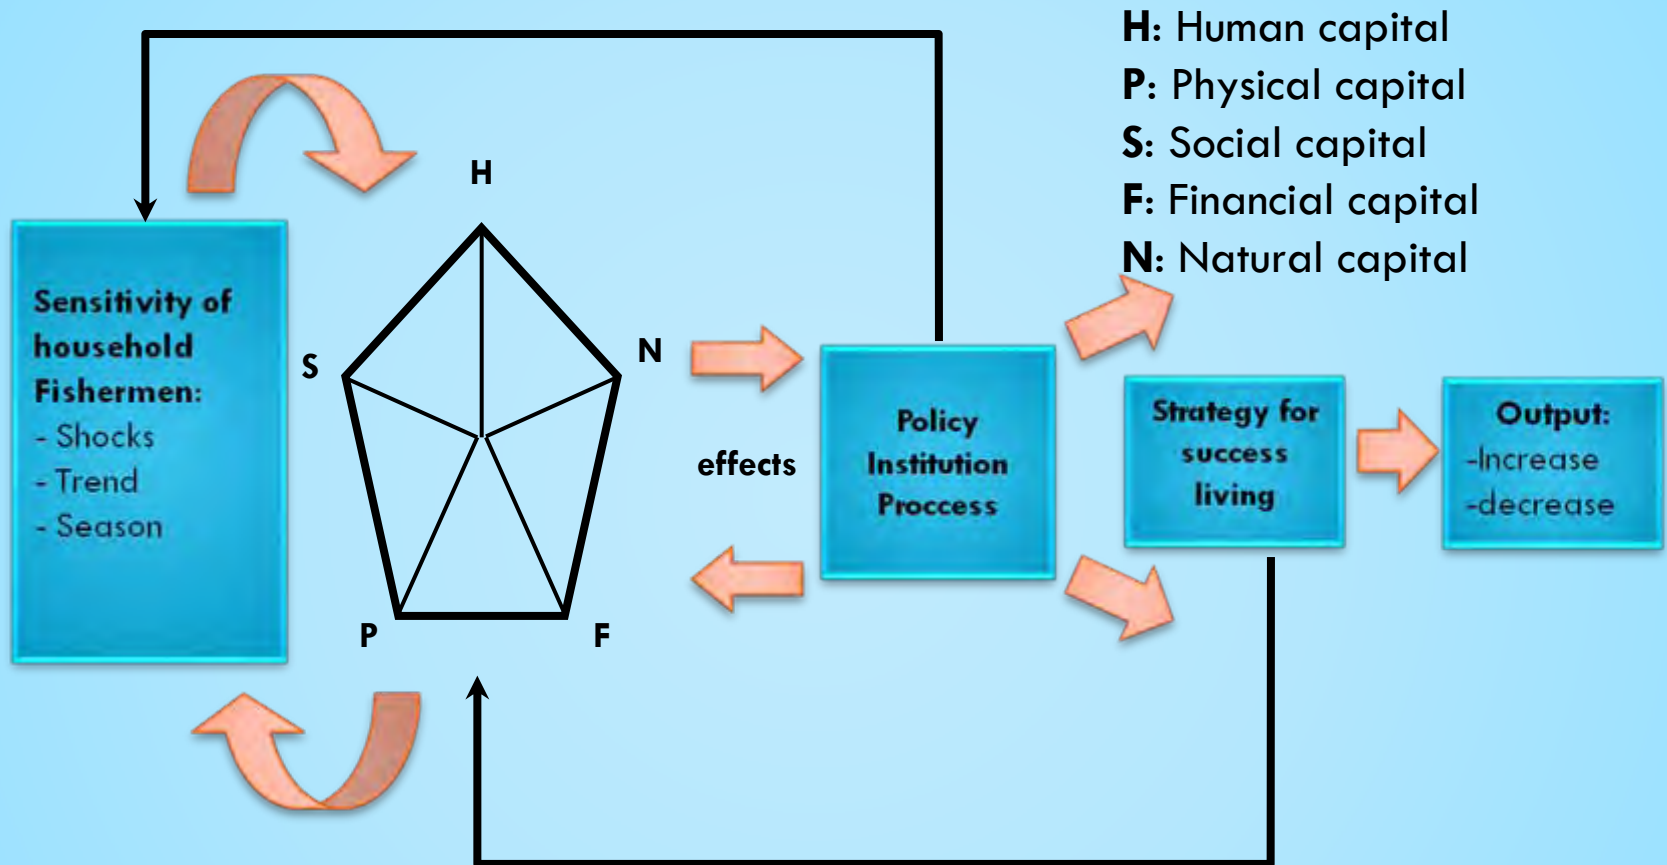 H: Human capital
P: Physical capital
S: Social capital
F: Financial capital
N: Natural capital
Sensitivity of
household
Fishermen:
- Shocks
- Trend
- Season
H
S
N
P
F
effects
Policy
Institution
Proccess
Strategy for
success
living
Output:
-Increase
-decrease